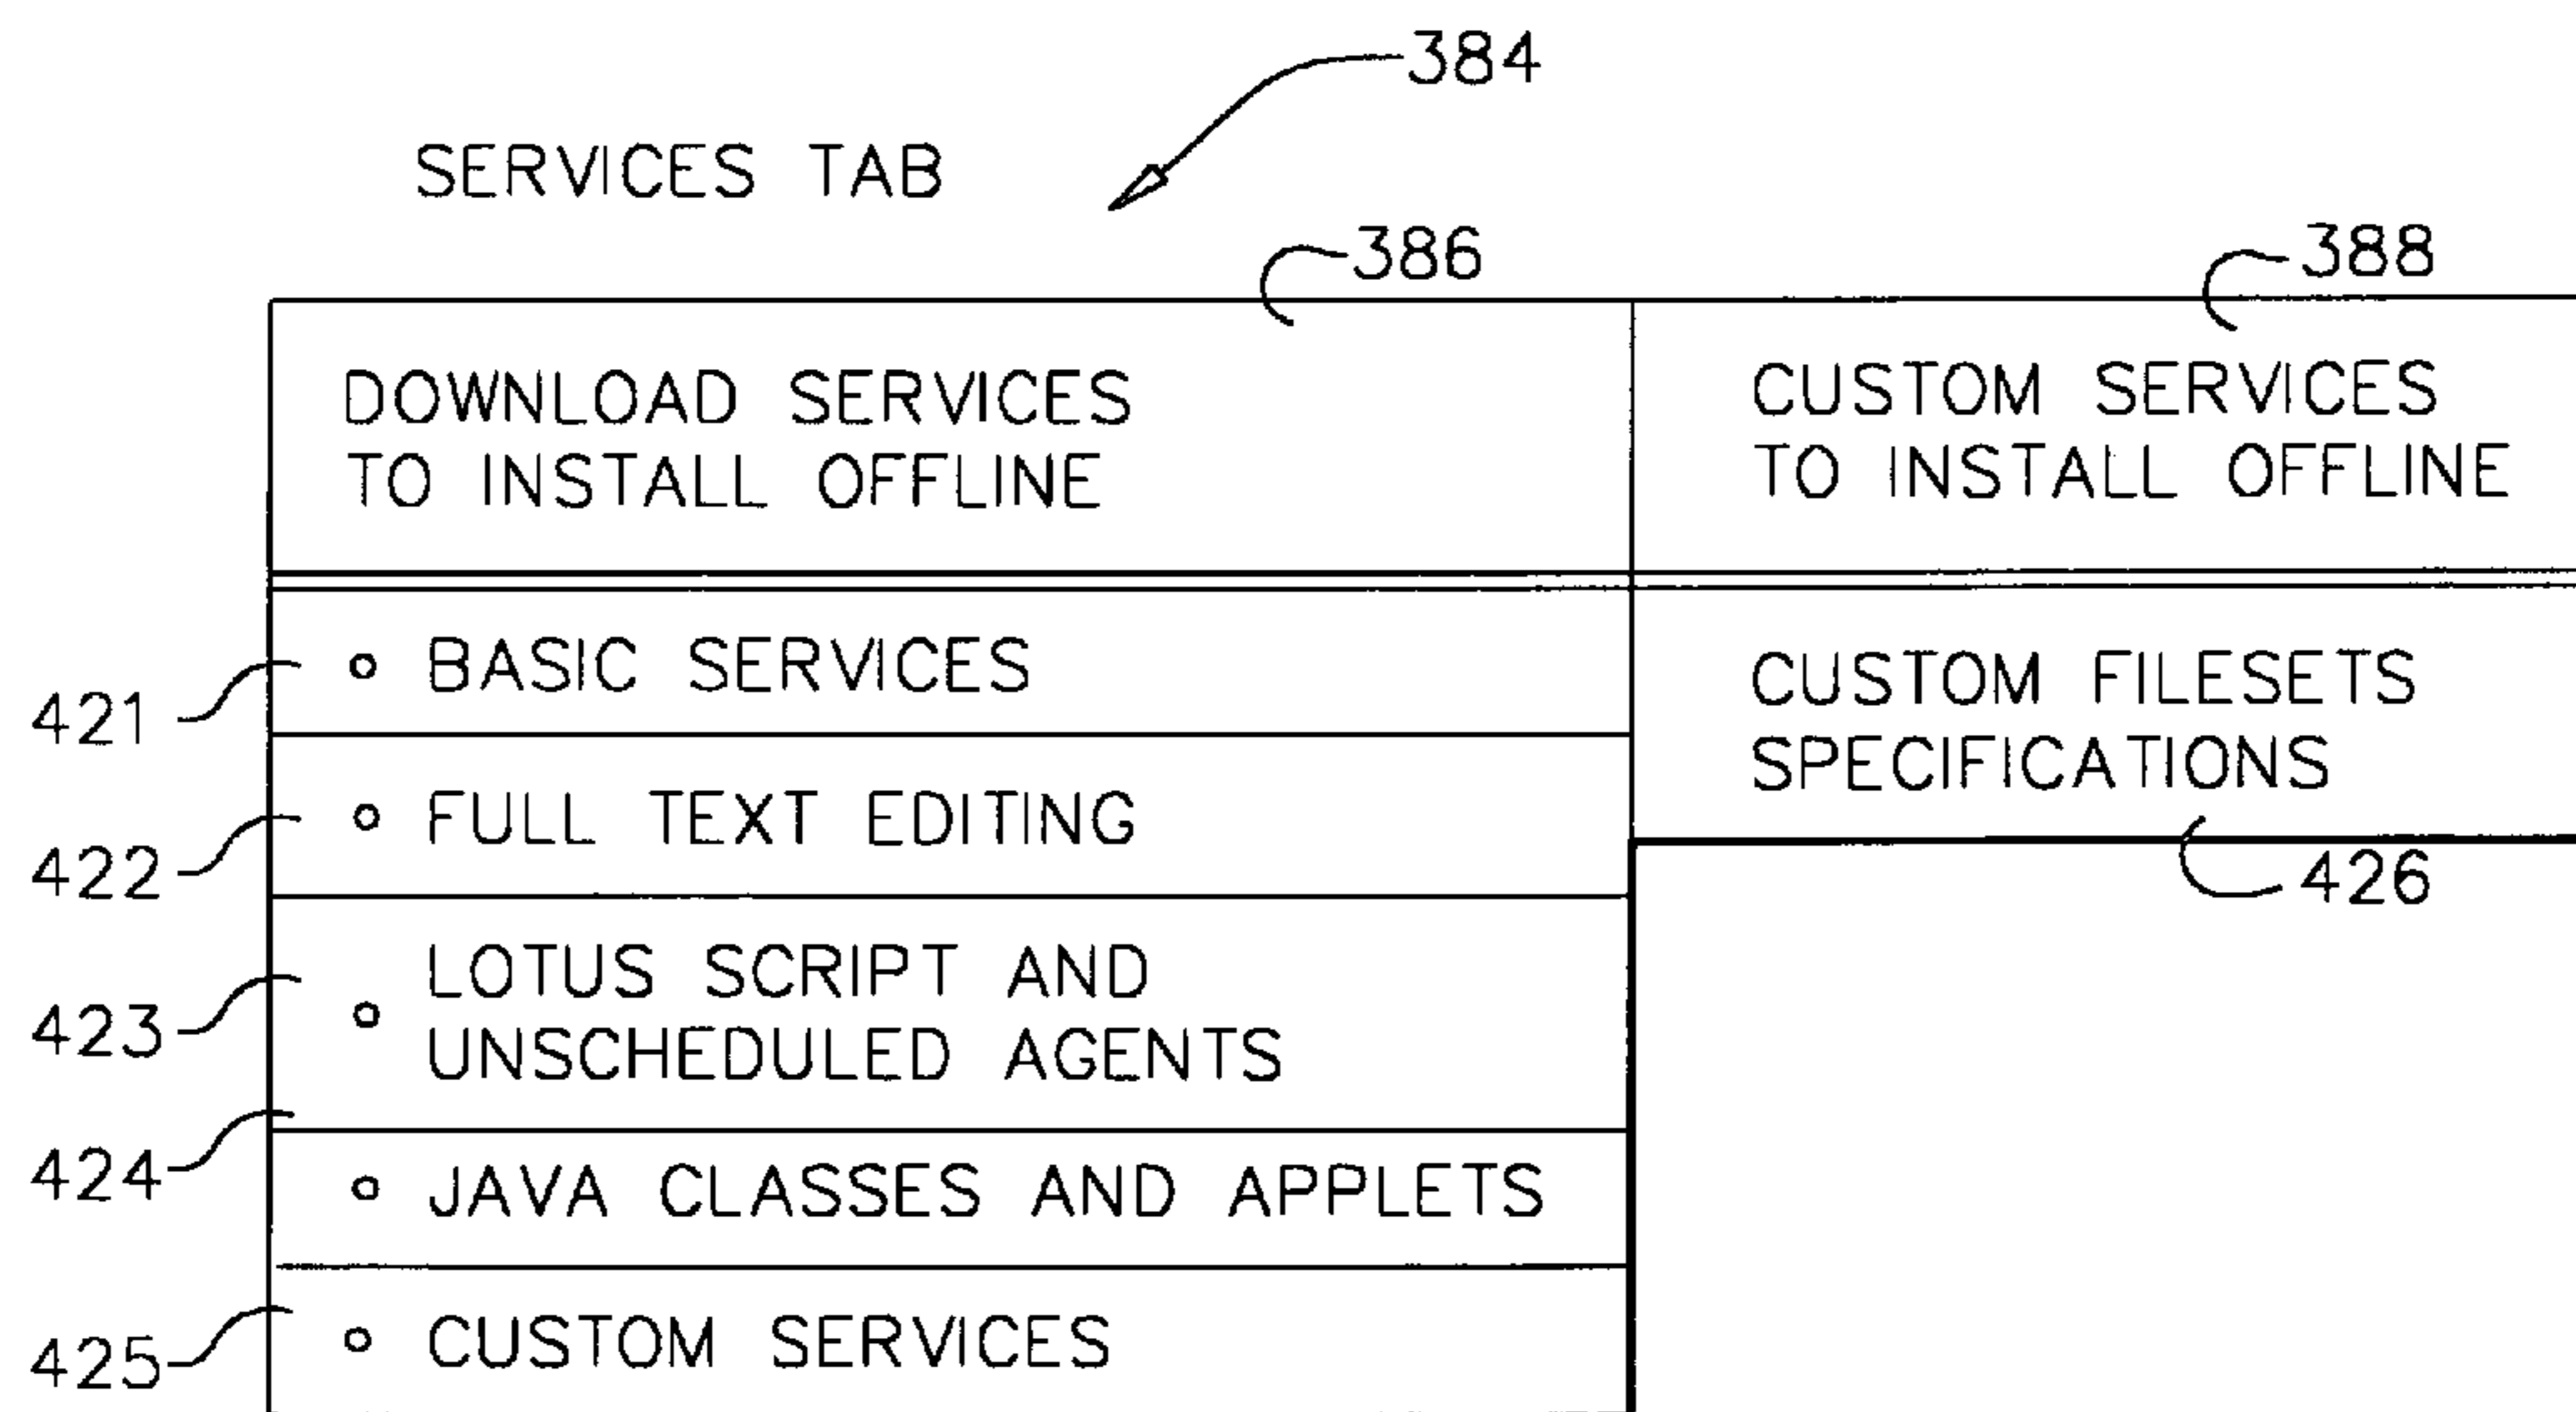 384
SERVICES TAB
386
388
DOWNLOAD SERVICES
TO INSTALL OFFLINE
CUSTOM SERVICES
TO INSTALL OFFLINE
421
BASIC SERVICES
CUSTOM FILESETS
SPECIFICATIONS
426
422
FULL TEXT EDITING
423
LOTUS SCRIPT AND
UNSCHEDULED AGENTS
424
JAVA CLASSES AND APPLETS
425
CUSTOM SERVICES